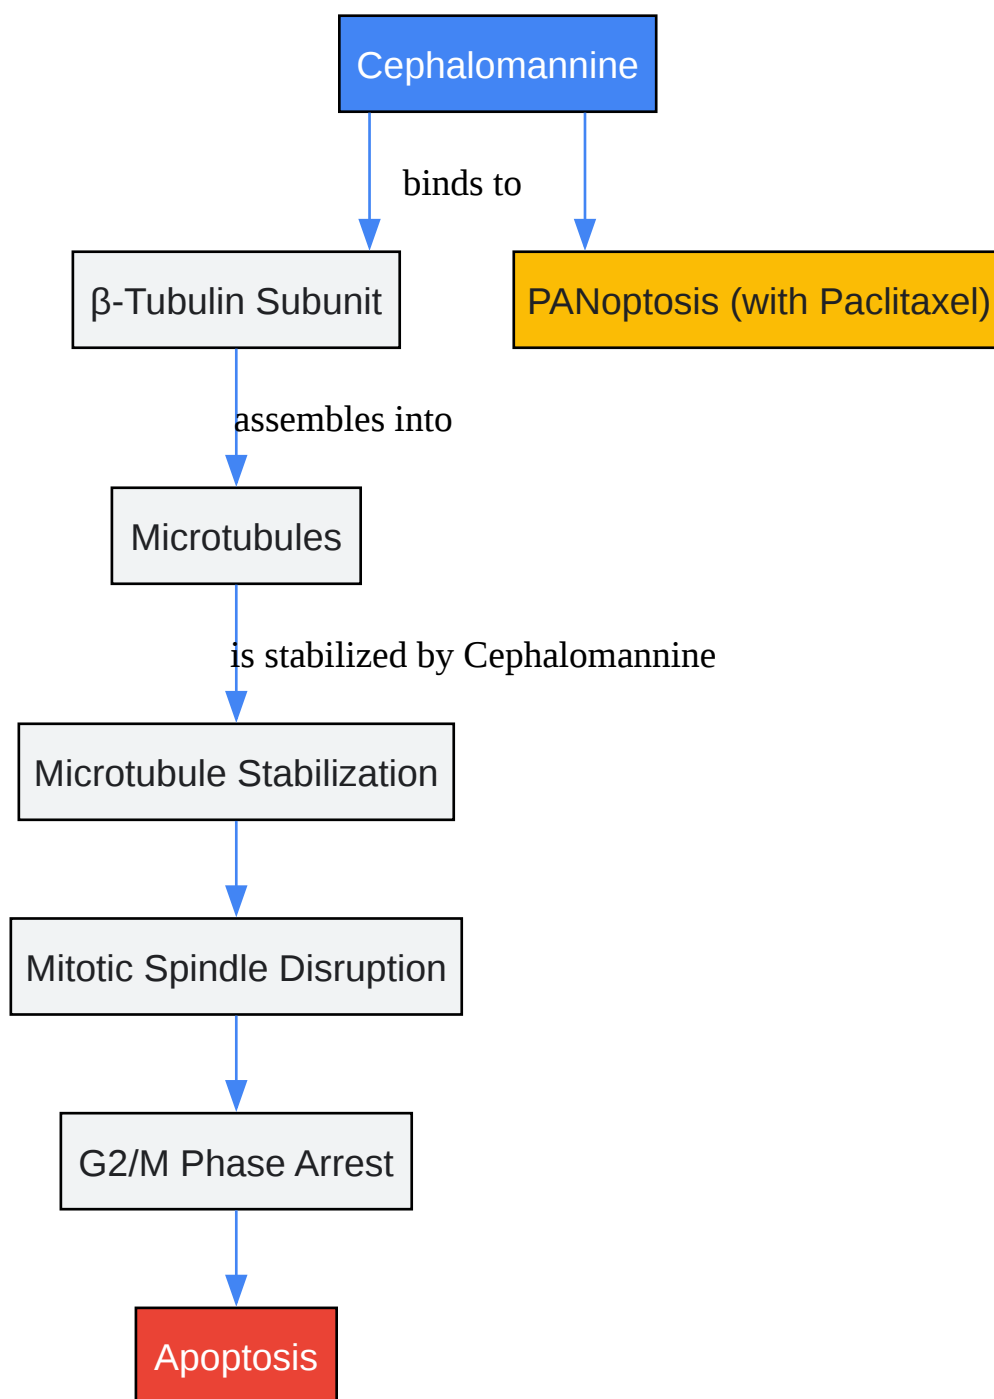 Cephalomannine
binds to
β-Tubulin Subunit
PANoptosis (with Paclitaxel)
assembles into
Microtubules
is stabilized by Cephalomannine
Microtubule Stabilization
Mitotic Spindle Disruption
G2/M Phase Arrest
Apoptosis